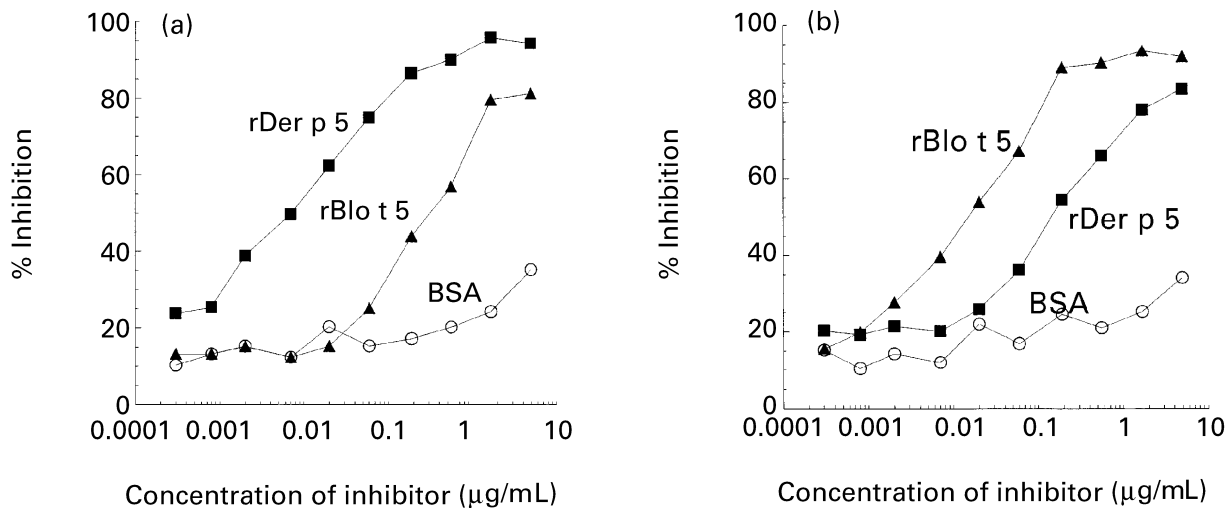 (a)
100
80
60
40
20
0
% Inhibition
rDer p 5
rBlo t 5
BSA
0.0001 0.001 0.01 0.1 1 10
Concentration of inhibitor (μg/mL)
(b)
100
80
60
40
20
0
% Inhibition
rBlo t 5
rDer p 5
BSA
0.0001 0.001 0.01 0.1 1 10
Concentration of inhibitor (μg/mL)